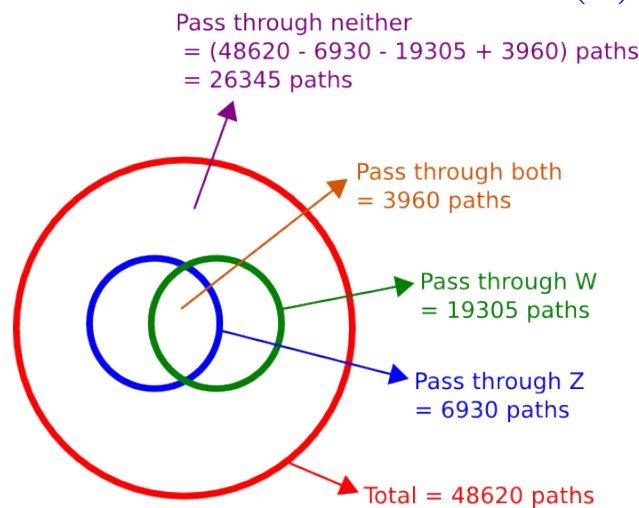 Pass through neither
= (48620 - 6930 - 19305 + 3960) paths
= 26345 paths
Pass through both
= 3960 paths
Pass through W
= 19305 paths
Pass through Z
= 6930 paths
Total = 48620 paths